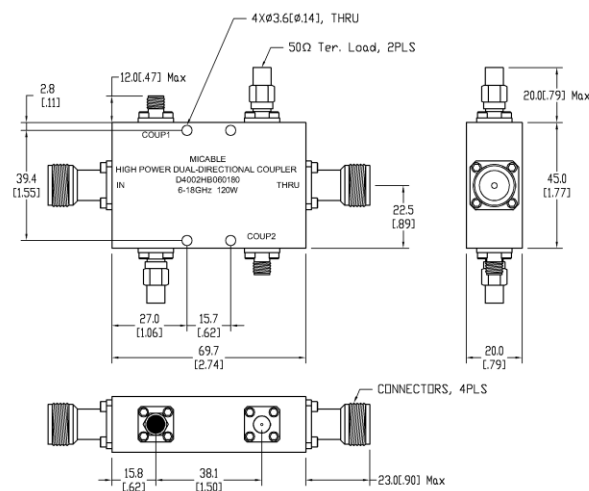 4XØ3.6[Ø.14], THRU
50Ω Ter. Load, 2PLS
2.8
[.11]
12.0[.47] Max
20.0[.79] Max
COUP1
MICABLE
HIGH POWER DUAL-DIRECTIONAL COUPLER
D4002HB060180
6-18GHz 120W
IN
THRU
39.4
[1.55]
45.0
[1.77]
22.5
[.89]
COUP2
27.0
[1.06]
15.7
[.62]
69.7
[2.74]
20.0
[.79]
CONNECTORS, 4PLS
15.8
[.62]
38.1
[1.50]
23.0[.90] Max